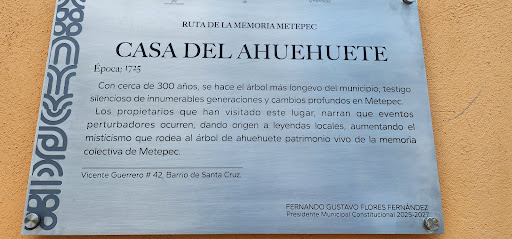 RUTA DE LA MEMORIA METEPEC
CASA DEL AHUEHUETE
Época: 1725
Con cerca de 300 años, se hace el árbol más longevo del municipio, testigo
silencioso de innumerables generaciones y cambios profundos en Metepec.
Los propietarios que han visitado este lugar, narran que eventos
perturbadores ocurren, dando origen a leyendas locales, aumentando el
misticismo que rodea al árbol de ahuehuete patrimonio vivo de la memoria
colectiva de Metepec.
Vicente Guerrero # 42, Barrio de Santa Cruz.
FERNANDO GUSTAVO FLORES FERNÁNDEZ
Presidente Municipal Constitucional 2025-2027